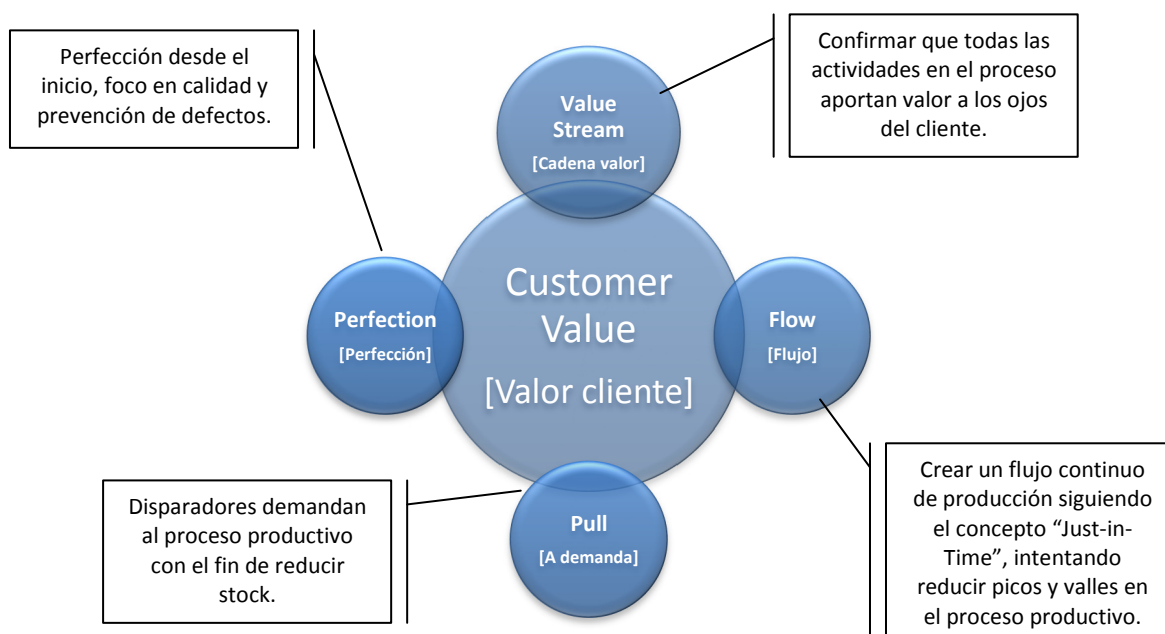 Perfección desde el
inicio, foco en calidad y
prevención de defectos.
Value
Stream
[Cadena valor]
Confirmar que todas las
actividades en el proceso
aportan valor a los ojos
del cliente.
Perfection
[Perfección]
Customer
Value
[Valor cliente]
Flow
[Flujo]
Disparadores demandan
al proceso productivo
con el fin de reducir
stock.
Pull
[A demanda]
Crear un flujo continuo
de producción siguiendo
el concepto “Just-in-
Time”, intentando
reducir picos y valles en
el proceso productivo.